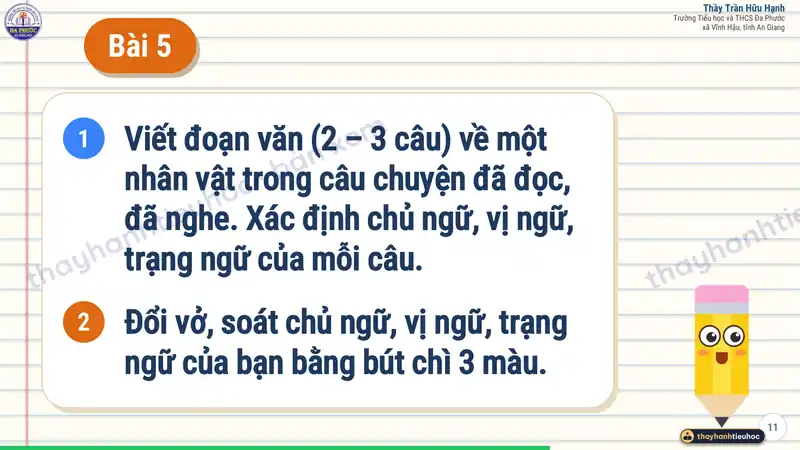 Thầy Trần Hữu Hạnh
Trường Tiểu học và THCS Đa Phước
xã Vĩnh Hậu, tỉnh An Giang
ĐA PHƯỚC
Bài 5
1 Viết đoạn văn (2 – 3 câu) về một
nhân vật trong câu chuyện đã đọc,
đã nghe. Xác định chủ ngữ, vị ngữ,
trạng ngữ của mỗi câu.
2 Đổi vở, soát chủ ngữ, vị ngữ, trạng
ngữ của bạn bằng bút chì 3 màu.
11
thayhanhtieuhoc